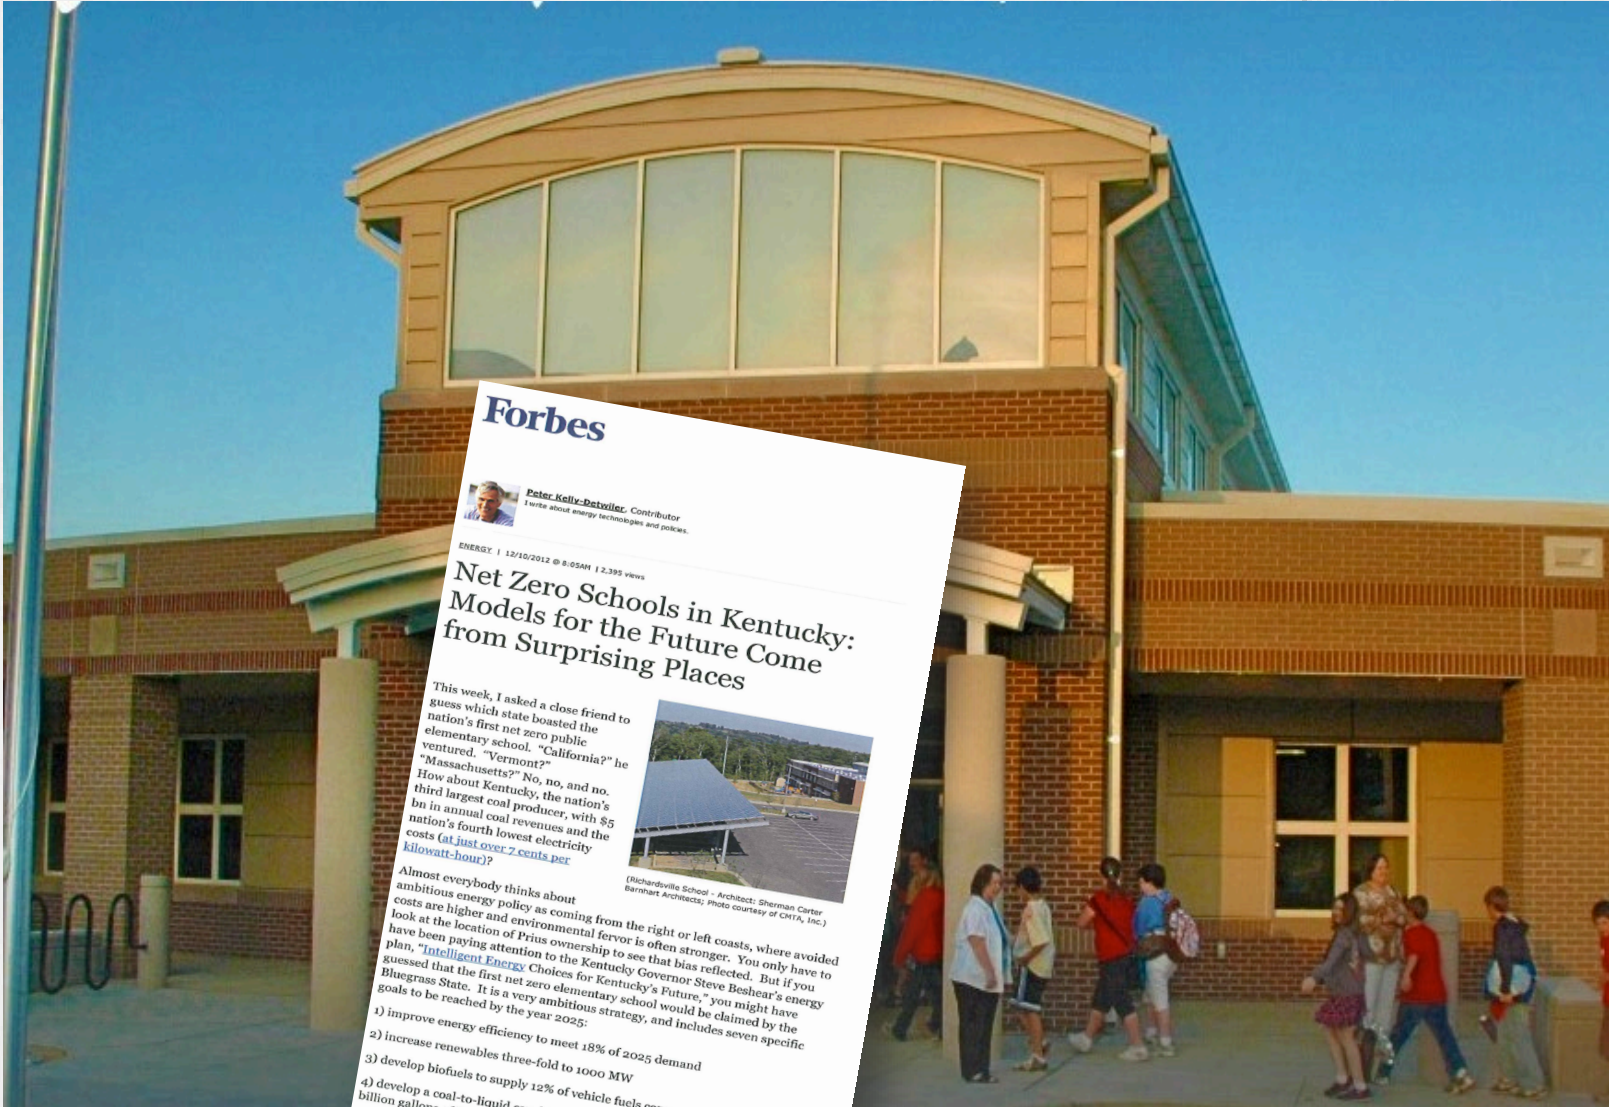 Forbes
Peter Kelly-Detwiler, Contributor
I write about energy technologies and policies.
ENERGY | 12/10/2012 @ 8:05AM | 2,395 views
Net Zero Schools in Kentucky:
Models for the Future Come
from Surprising Places
This week, I asked a close friend to
guess which state boasted the
nation's first net zero public
elementary school. “California?” he
ventured. “Vermont?”
“Massachusetts?” No, no, and no.
How about Kentucky, the nation's
third largest coal producer, with $5
bn in annual coal revenues and the
nation's fourth lowest electricity
costs (at just over 7 cents per
kilowatt-hour)?
(Richardsville School - Architect: Sherman Carter
Barnhart Architects; Photo courtesy of CMTA, Inc.)
Almost everybody thinks about
ambitious energy policy as coming from the right or left coasts, where avoided
costs are higher and environmental fervor is often stronger. You only have to
look at the location of Prius ownership to see that bias reflected. But if you
have been paying attention to the Kentucky Governor Steve Beshear's energy
plan, “Intelligent Energy Choices for Kentucky's Future,” you might have
guessed that the first net zero elementary school would be claimed by the
Bluegrass State. It is a very ambitious strategy, and includes seven specific
goals to be reached by the year 2025:
1) improve energy efficiency to meet 18% of 2025 demand
2) increase renewables three-fold to 1000 MW
3) develop biofuels to supply 12% of vehicle fuels
4) develop a coal-to-liquid
billion